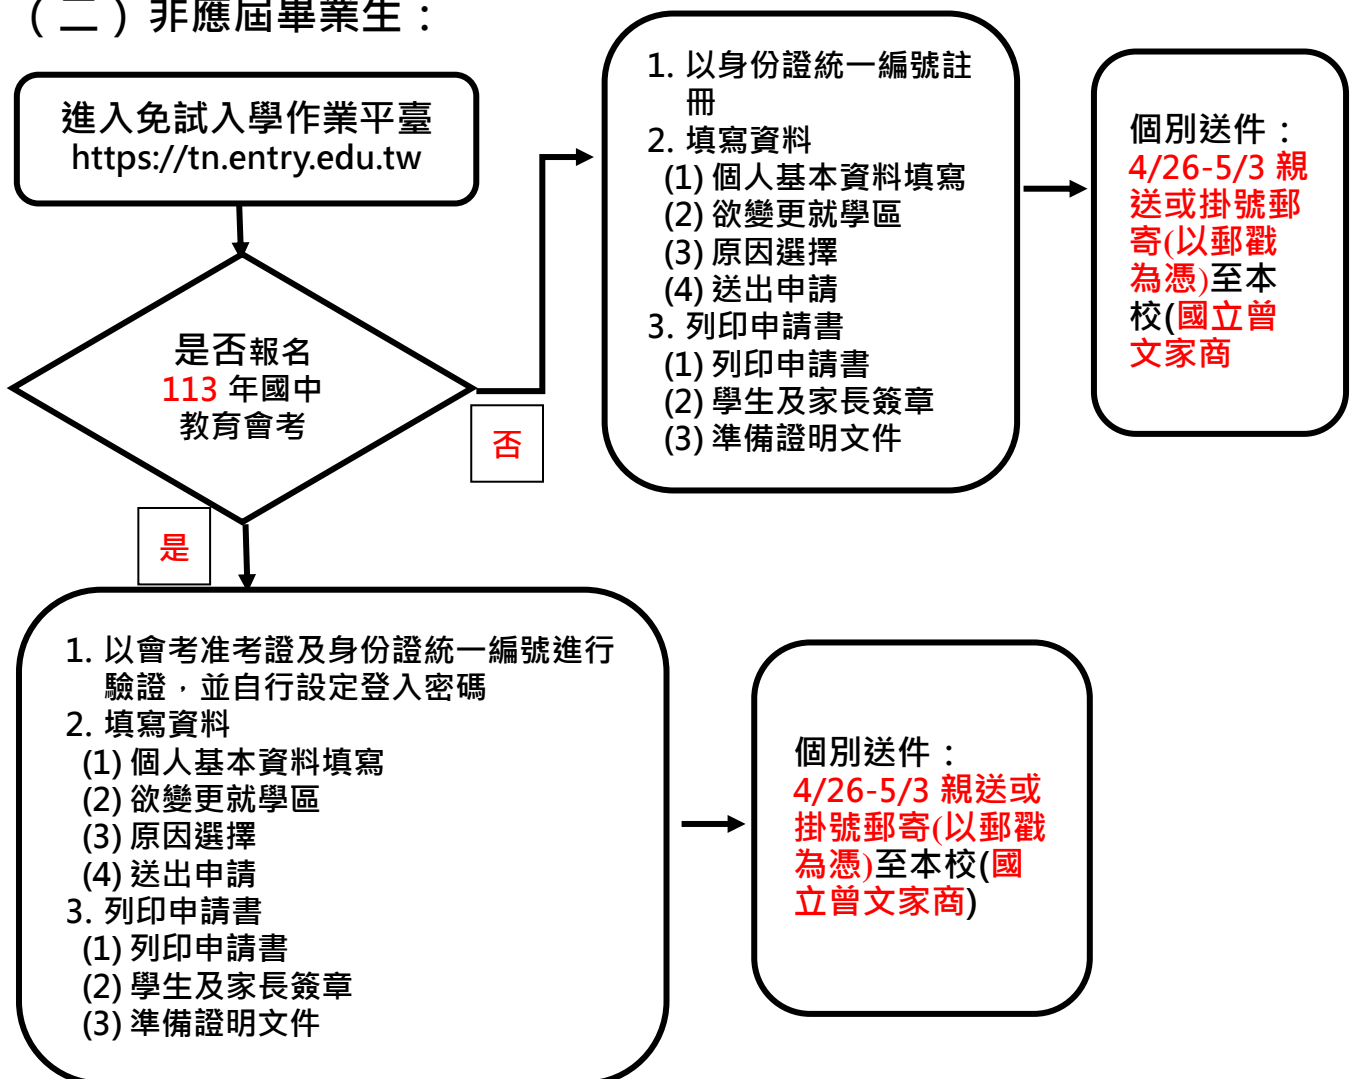 （二）非應屆畢業生：
進入免試入學作業平臺
https://tn.entry.edu.tw
是否報名
113 年國中
教育會考
否
是
1. 以身份證統一編號註
冊
2. 填寫資料
(1) 個人基本資料填寫
(2) 欲變更就學區
(3) 原因選擇
(4) 送出申請
3. 列印申請書
(1) 列印申請書
(2) 學生及家長簽章
(3) 準備證明文件
個別送件：
4/26-5/3 親
送或掛號郵
寄(以郵戳
為憑)至本
校(國立曾
文家商
1. 以會考准考證及身份證統一編號進行
驗證，並自行設定登入密碼
2. 填寫資料
(1) 個人基本資料填寫
(2) 欲變更就學區
(3) 原因選擇
(4) 送出申請
3. 列印申請書
(1) 列印申請書
(2) 學生及家長簽章
(3) 準備證明文件
個別送件：
4/26-5/3 親送或
掛號郵寄(以郵戳
為憑)至本校(國
立曾文家商)